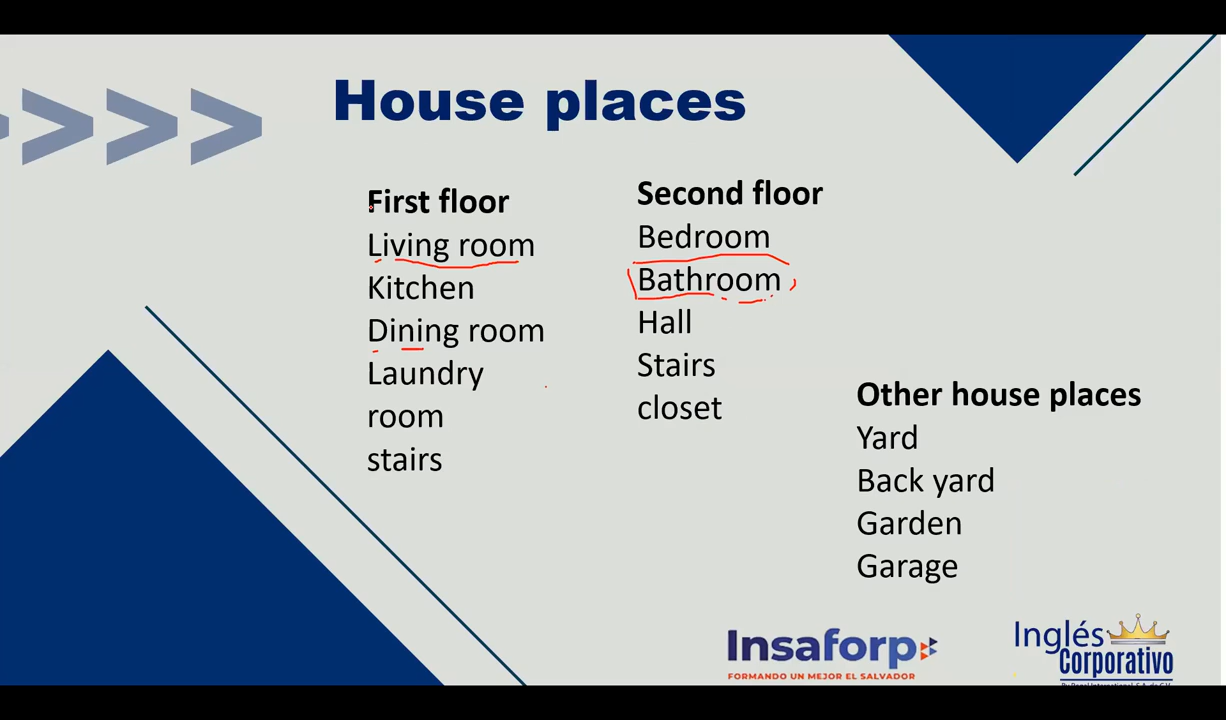 House places
First floor
Living room
Kitchen
Dining room
Laundry
room
stairs
Second floor
Bedroom
Bathroom
Hall
Stairs
closet
Other house places
Yard
Back yard
Garden
Garage
Insaforp
FORMANDO UN MEJOR EL SALVADOR
Inglés
Corporativo